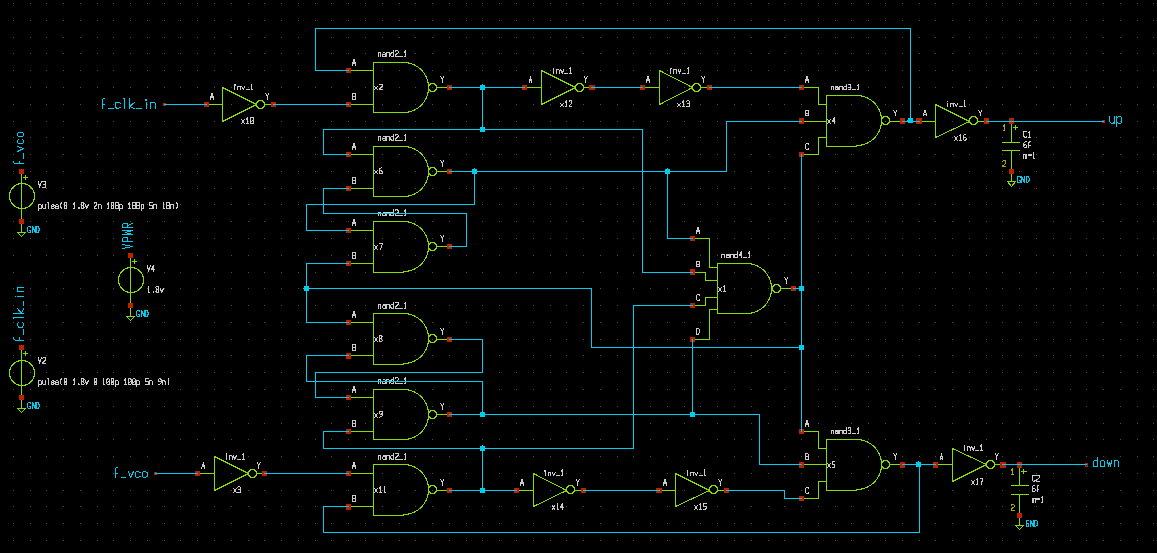 nand2_1
A
B
x2
Y
f_clk_in
A
inv_1
Y
x10
A
inv_1
Y
x12
A
inv_1
Y
x13
A
B
C
nand3_1
x4
Y
A
inv_1
Y
x16
up
1
+
C1
6f
m=1
2
GND
f_vco
+
V3
pulse(0 1.8v 2n 100p 100p 5n 10n)
GND
nand2_1
A
B
x6
Y
nand2_1
A
B
x7
Y
VPWR
+
V4
1.8v
GND
A
B
C
D
nand4_1
x1
Y
f_clk_in
+
V2
pulse(0 1.8v 0 100p 100p 5n 9n)
GND
nand2_1
A
B
x8
Y
nand2_1
A
B
x9
Y
f_vco
A
inv_1
Y
x3
nand2_1
A
B
x11
Y
A
inv_1
Y
x14
A
inv_1
Y
x15
A
B
C
nand3_1
x5
Y
A
inv_1
Y
x17
down
1
+
C2
6f
m=1
2
GND